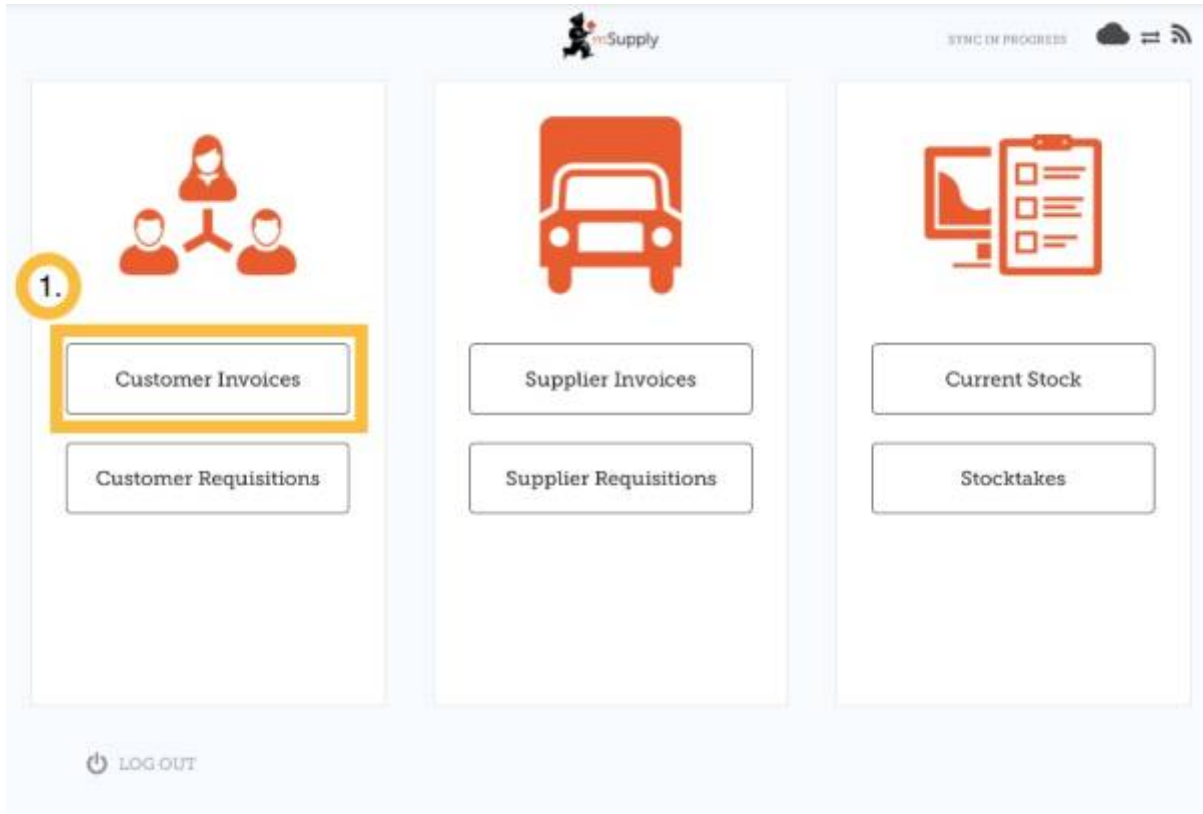 mSupply
SYNC IN PROGRESS
1.
Customer Invoices
Supplier Invoices
Current Stock
Customer Requisitions
Supplier Requisitions
Stocktakes
LOG OUT